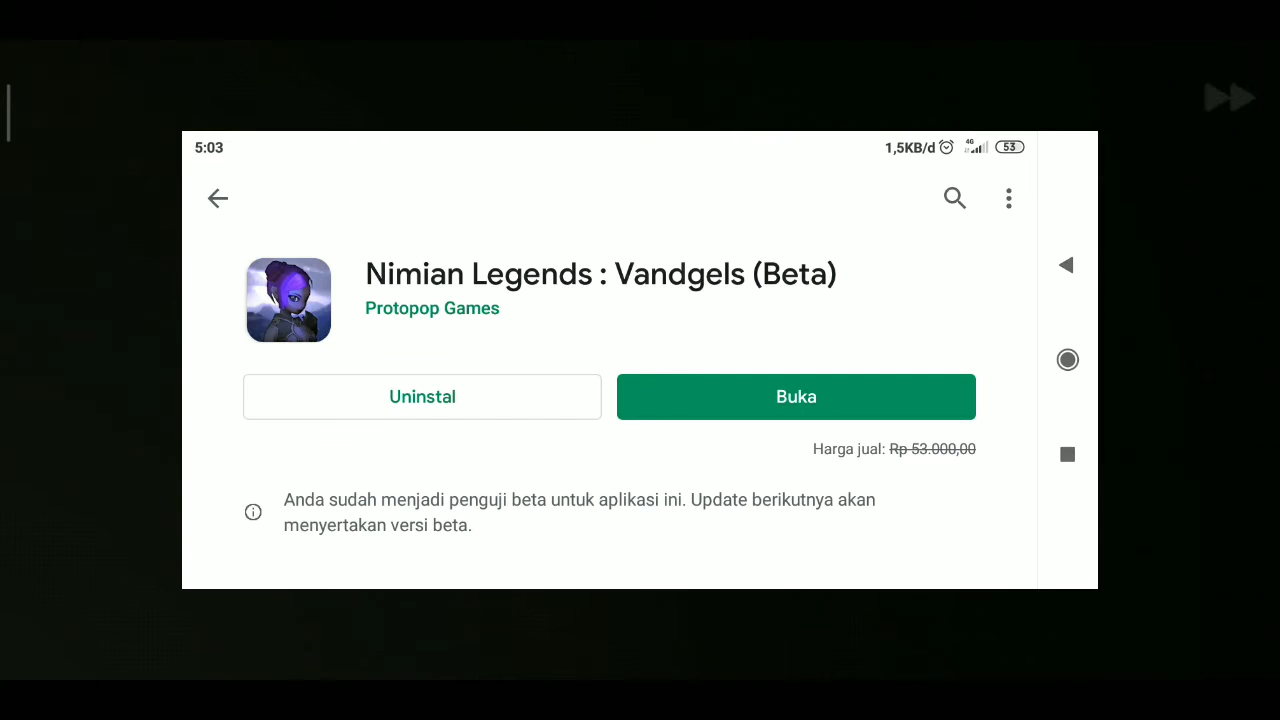 5:03
1,5KB/d 4G 53
Nimian Legends : Vandgels (Beta)
Protopop Games
Uninstal
Buka
Harga jual: Rp 53.000,00
Anda sudah menjadi penguji beta untuk aplikasi ini. Update berikutnya akan
menyertakan versi beta.